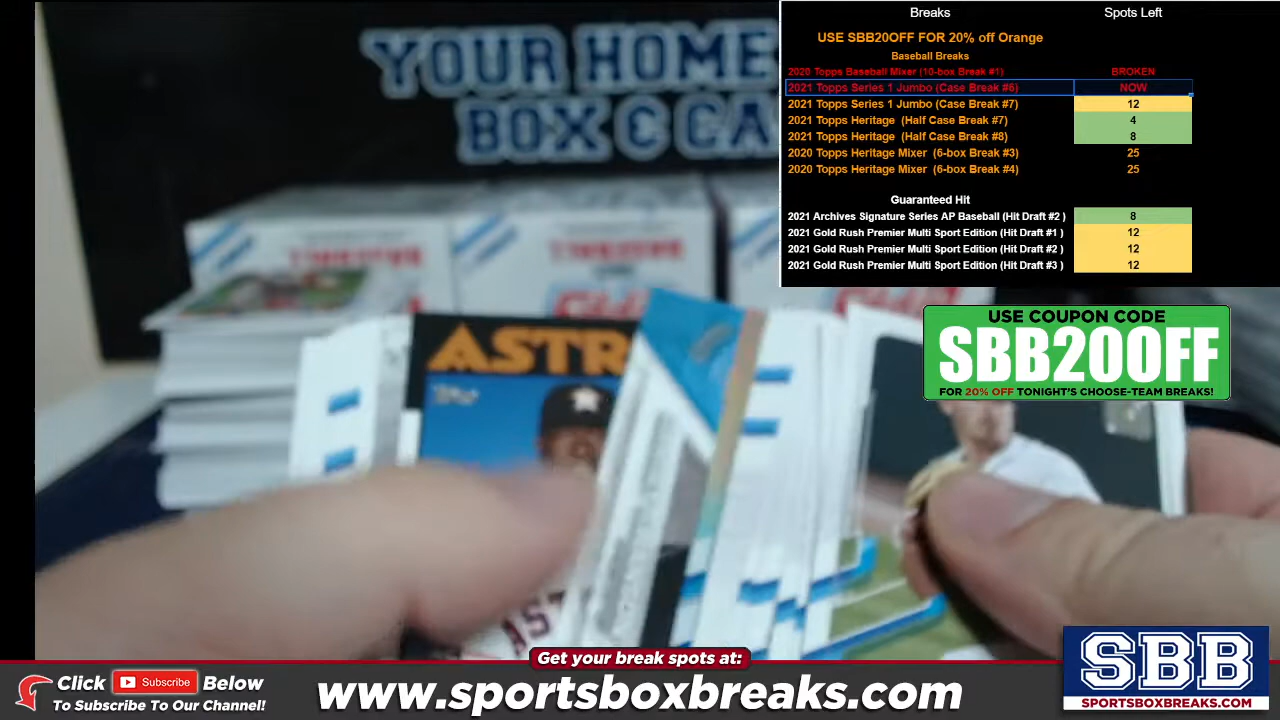 YOUR HOME
BOX & CA
Breaks Spots Left
USE SBB20OFF FOR 20% off Orange
Baseball Breaks
2020 Topps Baseball Mixer (10-box Break #1) BROKEN
2021 Topps Series 1 Jumbo (Case Break #6) NOW
2021 Topps Series 1 Jumbo (Case Break #7) 12
2021 Topps Heritage (Half Case Break #7) 4
2021 Topps Heritage (Half Case Break #8) 8
2020 Topps Heritage Mixer (6-box Break #3) 25
2020 Topps Heritage Mixer (6-box Break #4) 25
Guaranteed Hit
2021 Archives Signature Series AP Baseball (Hit Draft #2 ) 8
2021 Gold Rush Premier Multi Sport Edition (Hit Draft #1 ) 12
2021 Gold Rush Premier Multi Sport Edition (Hit Draft #2 ) 12
2021 Gold Rush Premier Multi Sport Edition (Hit Draft #3 ) 12
USE COUPON CODE
SBB20OFF
FOR 20% OFF TONIGHT'S CHOOSE-TEAM BREAKS!
ASTR
Get your break spots at:
Click Subscribe Below
To Subscribe To Our Channel!
www.sportsboxbreaks.com
SBB
SPORTSBOXBREAKS.COM